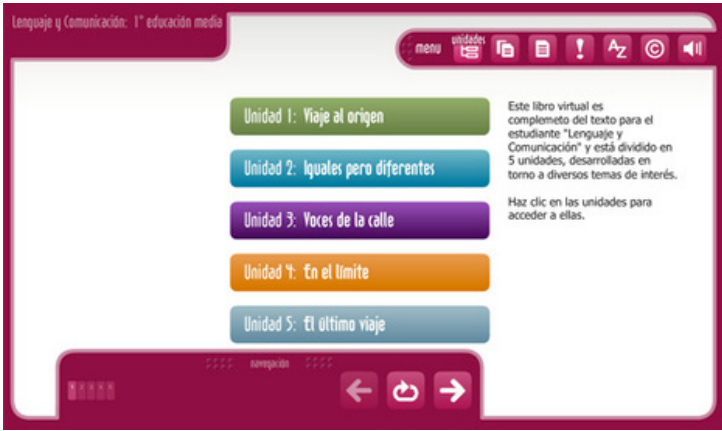 Lenguaje y Comunicación: 1° educación media
menu
unidades
AZ
©
Unidad 1: Viaje al origen
Unidad 2: Iguales pero diferentes
Unidad 3: Voces de la calle
Unidad 4: En el límite
Unidad 5: El último viaje
Este libro virtual es
complemeto del texto para el
estudiante "Lenguaje y
Comunicación" y está dividido en
5 unidades, desarrolladas en
torno a diversos temas de interés.
Haz clic en las unidades para
acceder a ellas.
navegación